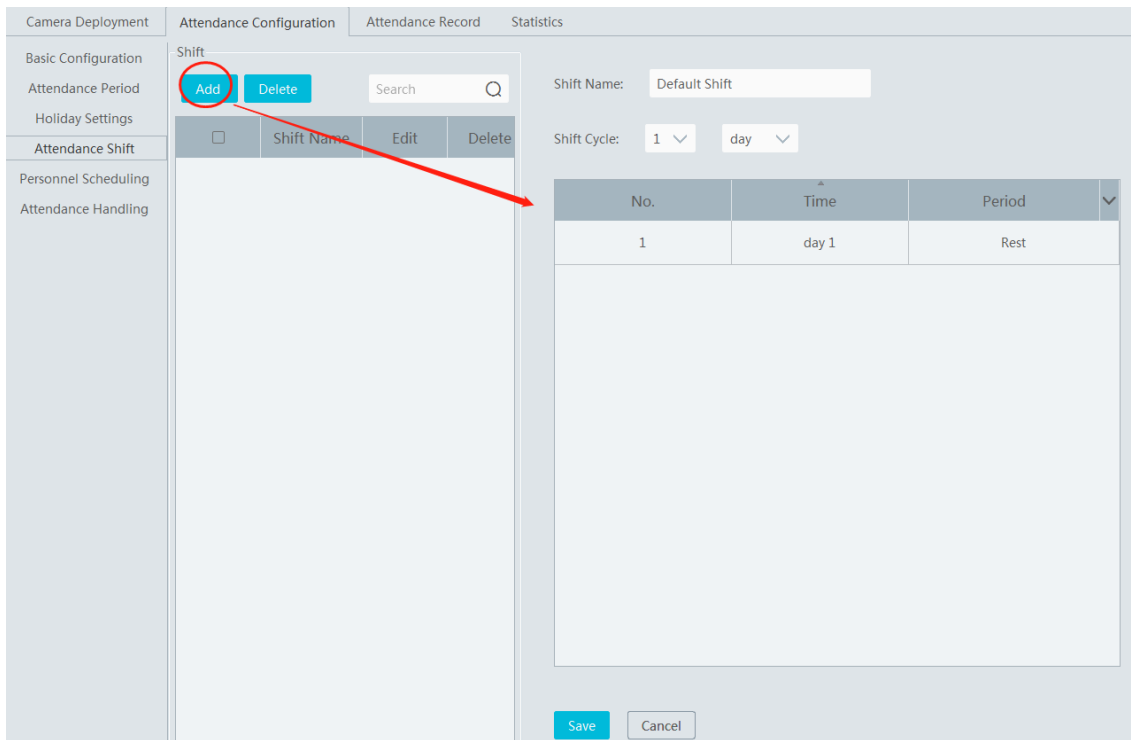 Camera Deployment Attendance Configuration Attendance Record Statistics
Basic Configuration
Attendance Period
Holiday Settings
Attendance Shift
Personnel Scheduling
Attendance Handling
Shift
Add Delete Search
Shift Name Edit Delete
Shift Name: Default Shift
Shift Cycle: 1 day
No. Time Period
1 day 1 Rest
Save Cancel